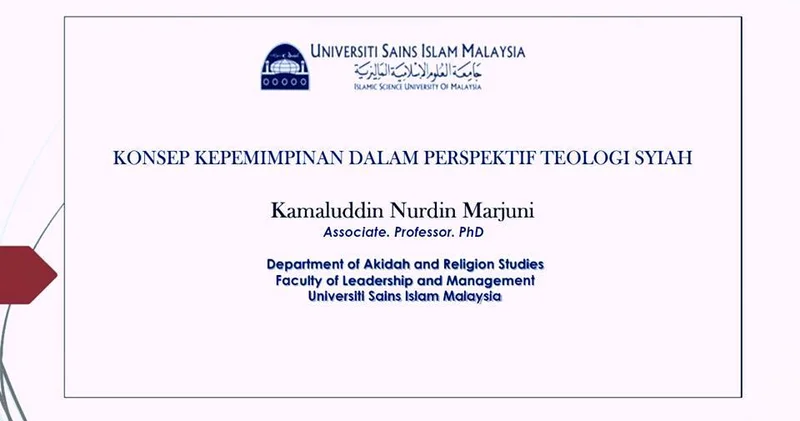 UNIVERSITI SAINS ISLAM MALAYSIA
جامعة العلوم الإسلامية الماليزية
ISLAMIC SCIENCE UNIVERSITY OF MALAYSIA
KONSEP KEPEMIMPINAN DALAM PERSPEKTIF TEOLOGI SYIAH
Kamaluddin Nurdin Marjuni
Associate. Professor. PhD
Department of Akidah and Religion Studies
Faculty of Leadership and Management
Universiti Sains Islam Malaysia